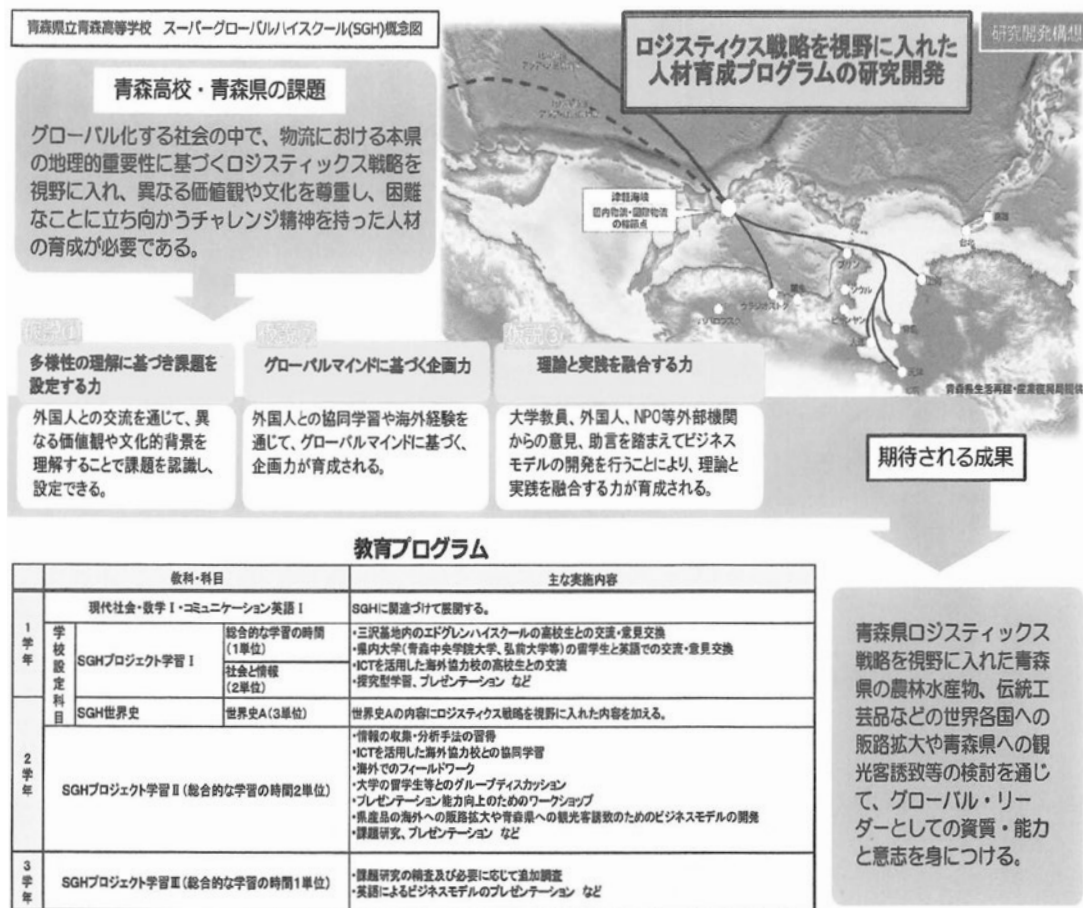 青森県立青森高等学校 スーパーグローバルハイスクール(SGH)概念図
研究開発構想
ロジスティクス戦略を視野に入れた
人材育成プログラムの研究開発
青森高校・青森県の課題
グローバル化する社会の中で、物流における本県
の地理的重要性に基づくロジスティックス戦略を
視野に入れ、異なる価値観や文化を尊重し、困難
なことに立ち向かうチャレンジ精神を持った人材
の育成が必要である。
津軽海峡
国内物流・国際物流
の結節点
台北
プサン
ソウル
ピョンヤン
ウラジオストク
ハバロフスク
大連
天津
青森県生活再建・産業復興局提供
仮説①
多様性の理解に基づき課題を
設定する力
外国人との交流を通じて、異
なる価値観や文化的背景を
理解することで課題を認識し、
設定できる。
仮説②
グローバルマインドに基づく企画力
外国人との協同学習や海外経験を
通じて、グローバルマインドに基づく、
企画力が育成される。
仮説③
理論と実践を融合する力
大学教員、外国人、NPO等外部機関
からの意見、助言を踏まえてビジネス
モデルの開発を行うことにより、理論と
実践を融合する力が育成される。
期待される成果
青森県ロジスティックス
戦略を視野に入れた青森
県の農林水産物、伝統工
芸品などの世界各国への
販路拡大や青森県への観
光客誘致等の検討を通じ
て、グローバル・リー
ダーとしての資質・能力
と意志を身につける。
教育プログラム
教科・科目
主な実施内容
1学年
現代社会・数学Ⅰ・コミュニケーション英語Ⅰ
SGHに関連づけて展開する。
学校設定科目
SGHプロジェクト学習Ⅰ
総合的な学習の時間
(1単位)
社会と情報
(2単位)
・三沢基地内のエドグレンハイスクールの高校生との交流・意見交換
・県内大学(青森中央学院大学、弘前大学等)の留学生と英語での交流・意見交換
・ICTを活用した海外協力校の高校生との交流
・探究型学習、プレゼンテーション など
SGH世界史
世界史A(3単位)
世界史Aの内容にロジスティクス戦略を視野に入れた内容を加える。
2学年
SGHプロジェクト学習Ⅱ(総合的な学習の時間2単位)
・情報の収集・分析手法の習得
・ICTを活用した海外協力校との協同学習
・海外でのフィールドワーク
・大学の留学生等とのグループディスカッション
・プレゼンテーション能力向上のためのワークショップ
・県産品の海外への販路拡大や青森県への観光客誘致のためのビジネスモデルの開発
・課題研究、プレゼンテーション など
3学年
SGHプロジェクト学習Ⅲ(総合的な学習の時間1単位)
・課題研究の精査及び必要に応じて追加調査
・英語によるビジネスモデルのプレゼンテーション など